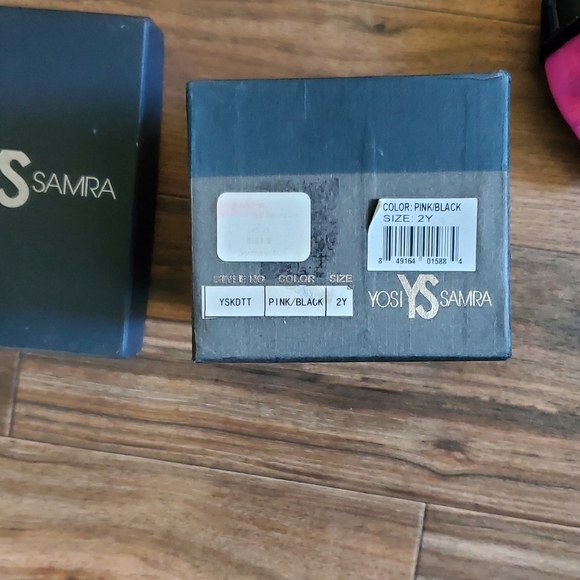 YS SAMRA
COLOR: PINK/BLACK
SIZE: 2Y
8 49164 01588 4
STYLE NO COLOR SIZE
YSKDTT PINK/BLACK 2Y
YOSI YS SAMRA